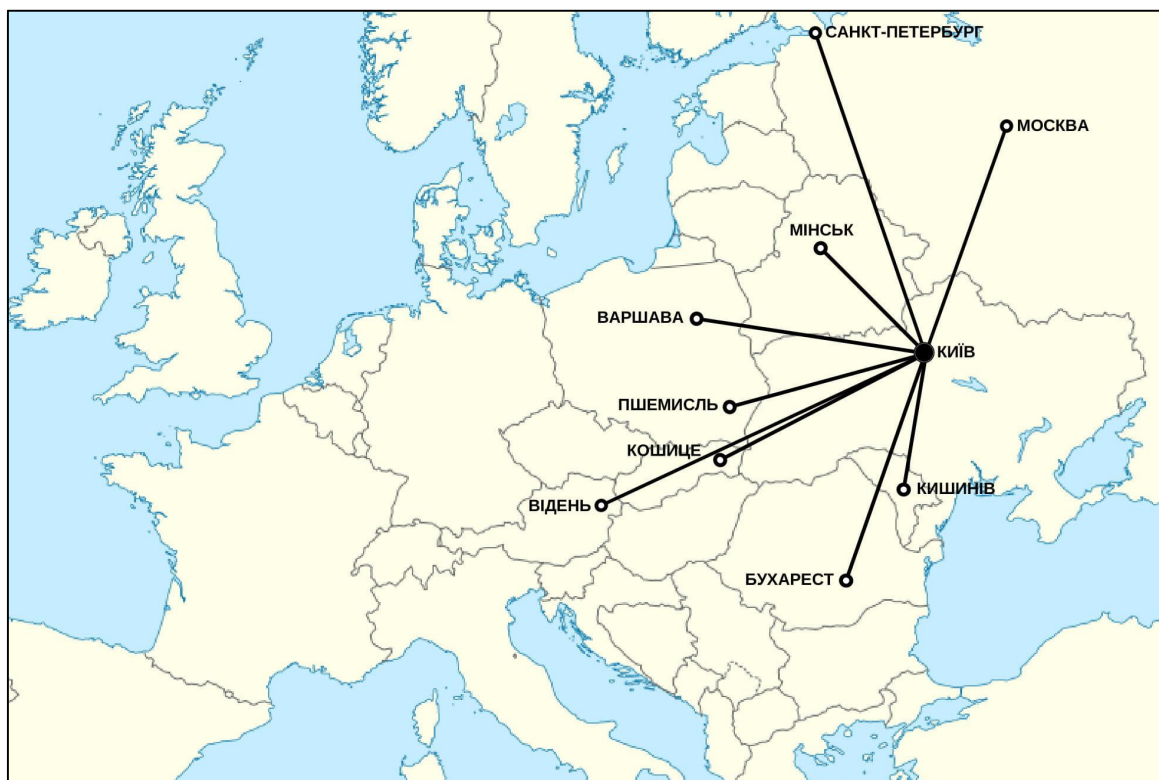 САНКТ-ПЕТЕРБУРГ
МОСКВА
МІНСЬК
ВАРШАВА
КИЇВ
ПШЕМИСЛЬ
КОШИЦЕ
КИШИНІВ
ВІДЕНЬ
БУХАРЕСТ